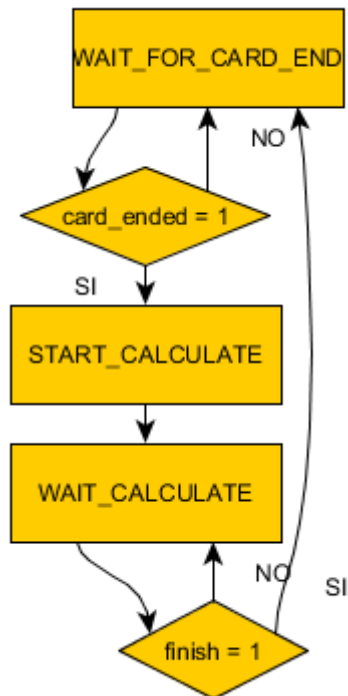 WAIT_FOR_CARD_END
NO
card_ended = 1
SI
START_CALCULATE
WAIT_CALCULATE
NO
SI
finish = 1